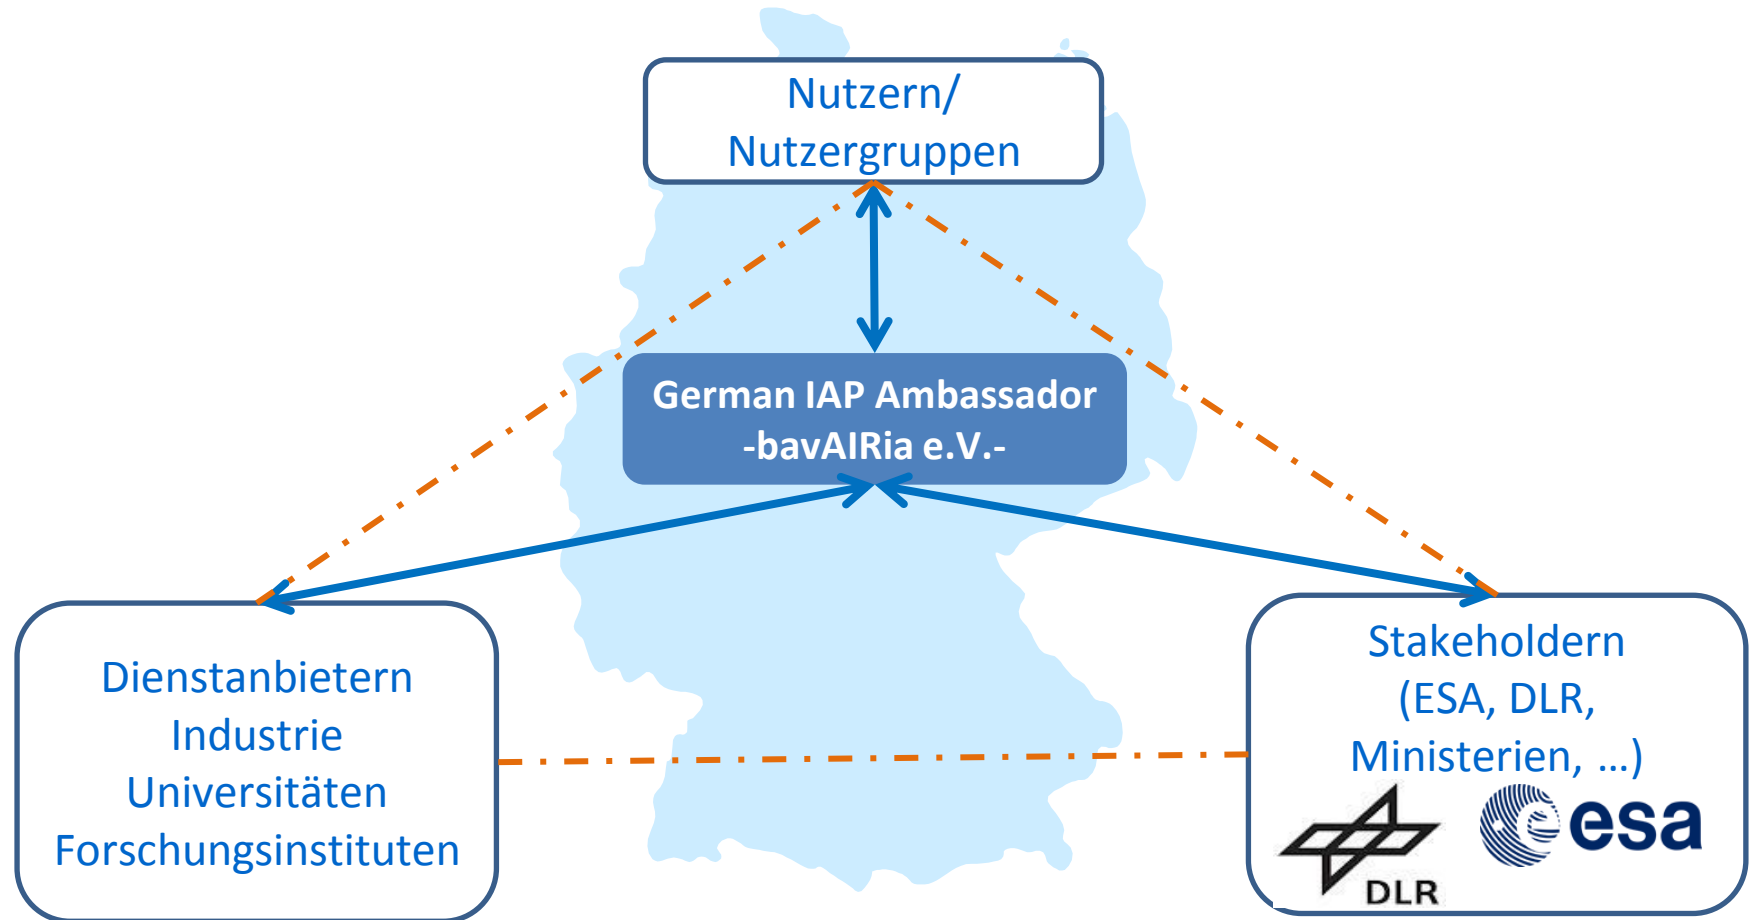 Nutzern/
Nutzergruppen
German IAP Ambassador
-bavAIRia e.V.-
Dienstanbietern
Industrie
Universitäten
Forschungsinstituten
Stakeholdern
(ESA, DLR,
Ministerien, …)
DLR
esa